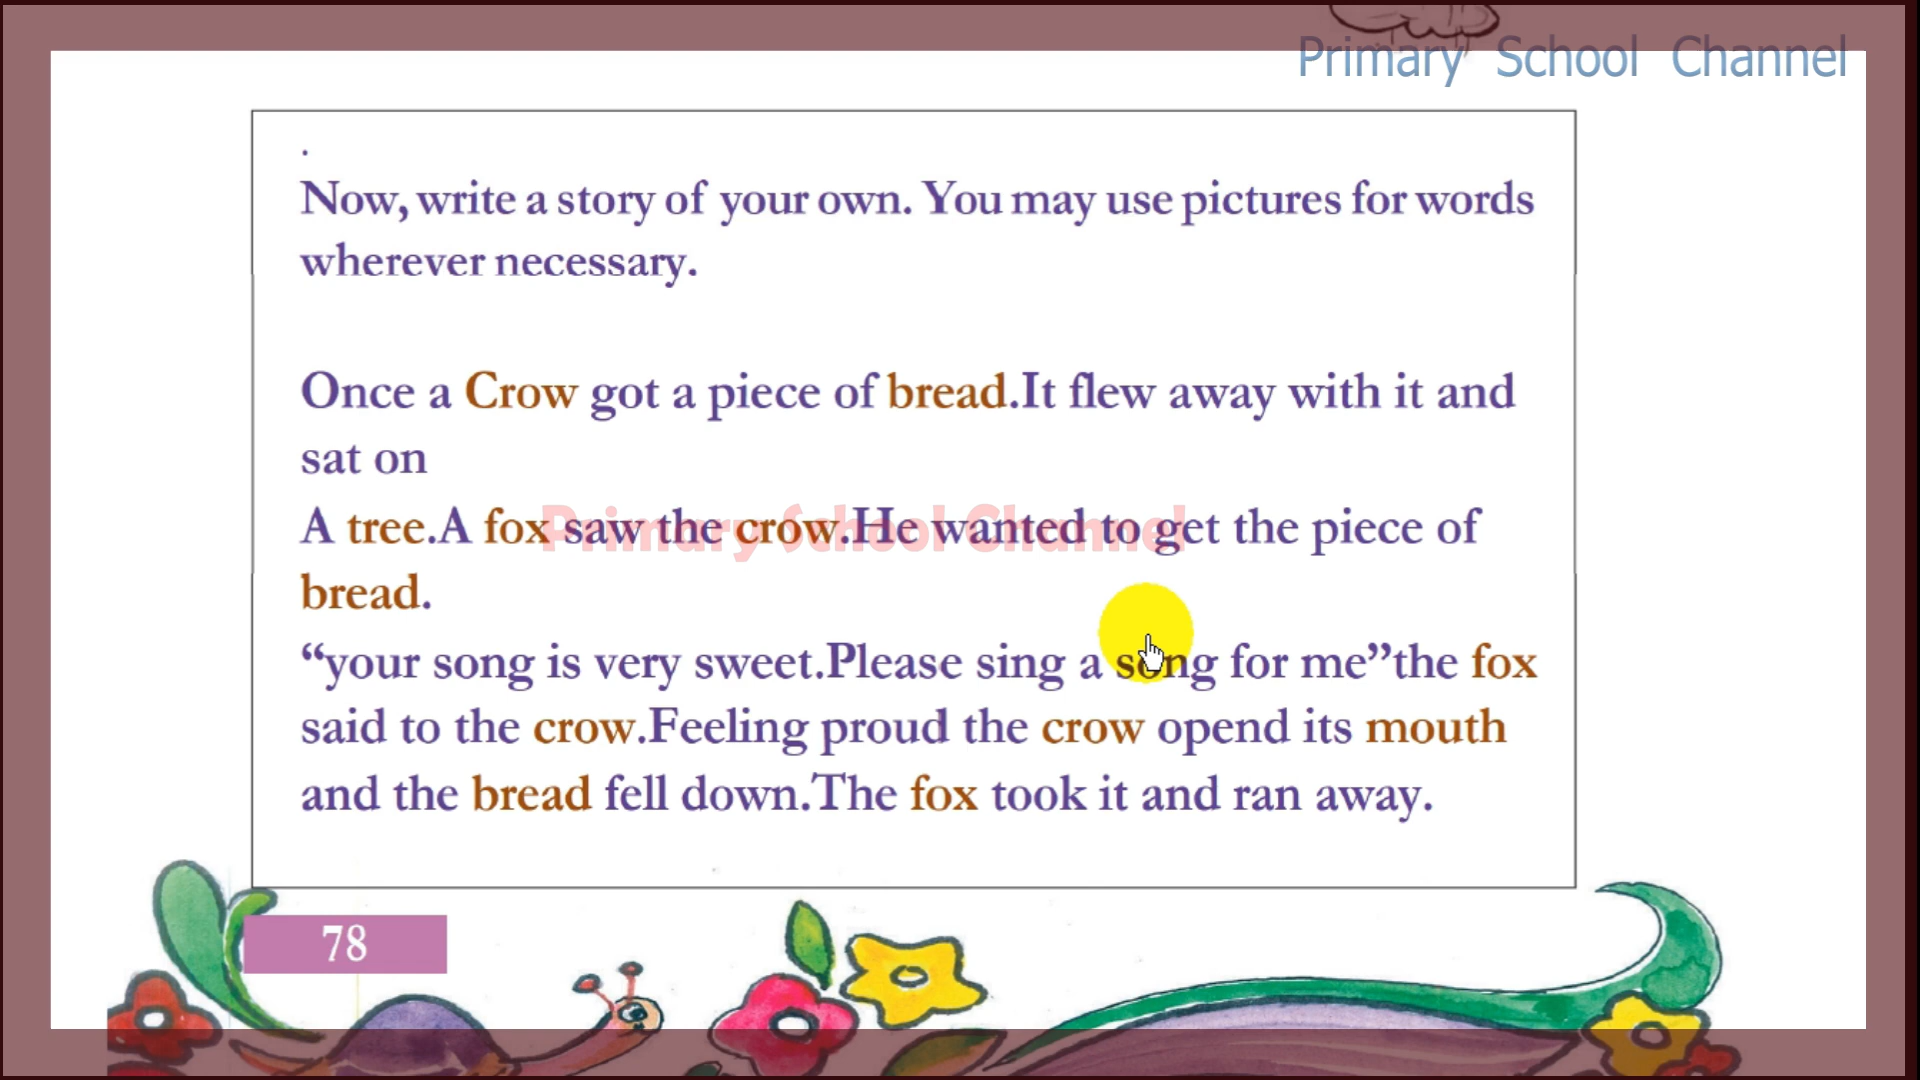 Primary School Channel
.
Now, write a story of your own. You may use pictures for words
wherever necessary.
Once a Crow got a piece of bread.It flew away with it and
sat on
A tree.A fox saw the crow.He wanted to get the piece of
bread.
Primary School Channel
“your song is very sweet.Please sing a song for me”the fox
said to the crow.Feeling proud the crow opend its mouth
and the bread fell down.The fox took it and ran away.
78